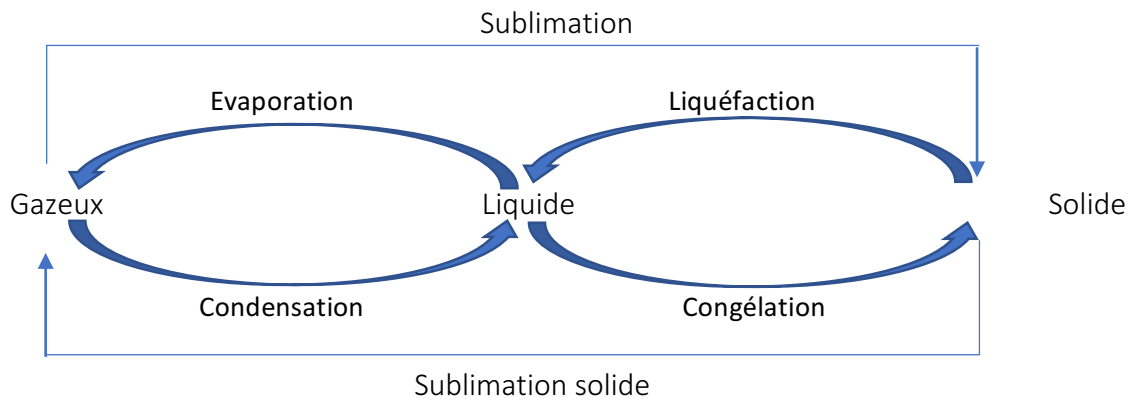 Sublimation
Evaporation Liquéfaction
Gazeux Liquide Solide
Condensation Congélation
Sublimation solide